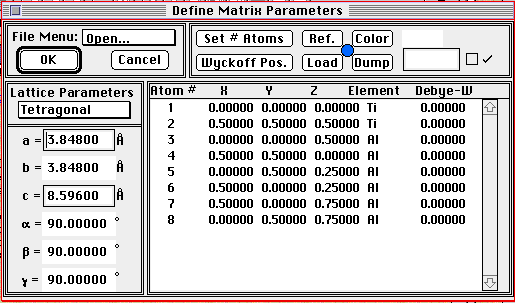 Define Matrix Parameters
File Menu: Open...
OK Cancel
Set # Atoms Ref. Color
Wyckoff Pos. Load Dump
Lattice Parameters
Tetragonal
a = 3.84800 Å
b = 3.84800 Å
c = 8.59600 Å
α = 90.00000 °
β = 90.00000 °
γ = 90.00000 °
Atom # X Y Z Element Debye-W
1 0.00000 0.00000 0.00000 Ti 0.00000
2 0.50000 0.50000 0.50000 Ti 0.00000
3 0.50000 0.50000 0.00000 Al 0.00000
4 0.00000 0.00000 0.50000 Al 0.00000
5 0.00000 0.50000 0.25000 Al 0.00000
6 0.50000 0.00000 0.25000 Al 0.00000
7 0.50000 0.00000 0.75000 Al 0.00000
8 0.00000 0.50000 0.75000 Al 0.00000